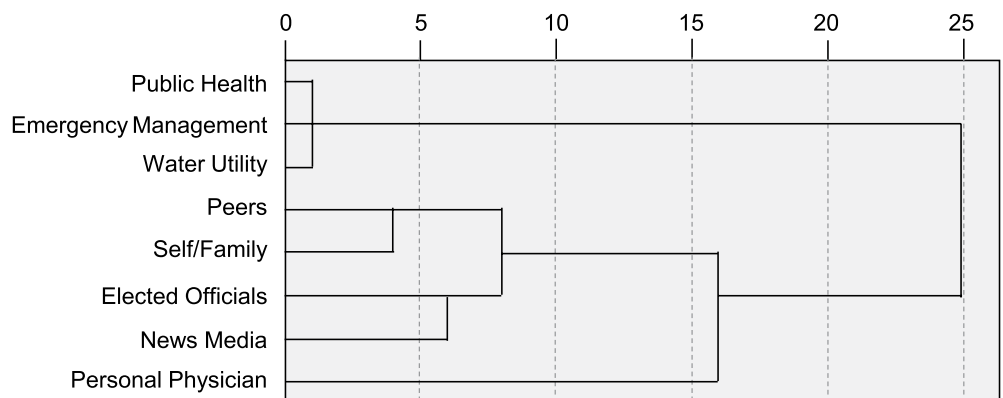 0 5 10 15 20 25
Public Health
Emergency Management
Water Utility
Peers
Self/Family
Elected Officials
News Media
Personal Physician